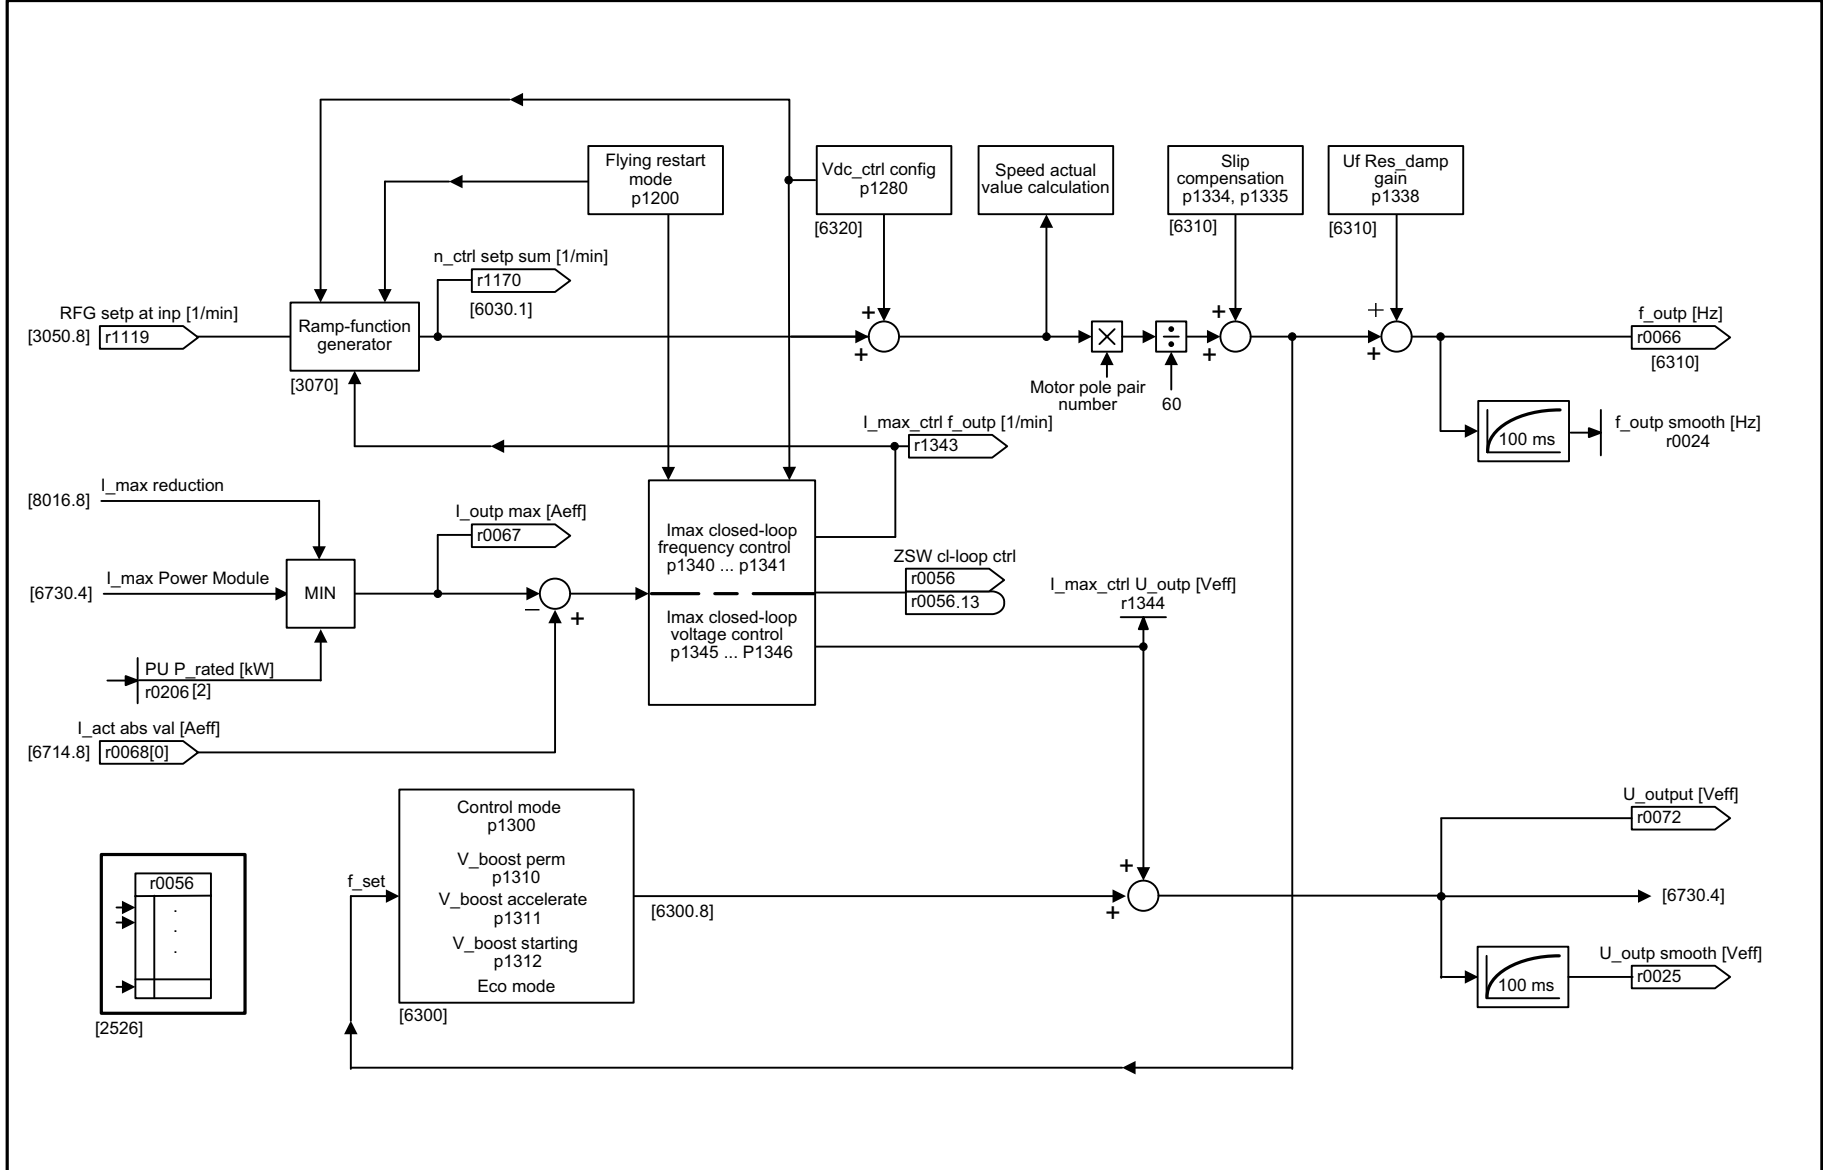 Flying restart
mode
p1200
Vdc_ctrl config
p1280
[6320]
Speed actual
value calculation
Slip
compensation
p1334, p1335
[6310]
Uf Res_damp
gain
p1338
[6310]
n_ctrl setp sum [1/min]
r1170
[6030.1]
RFG setp at inp [1/min]
[3050.8]
r1119
Ramp-function
generator
[3070]
+
+
Motor pole pair
number
×
÷
60
+
+
+
+
f_outp [Hz]
r0066
[6310]
100 ms
f_outp smooth [Hz]
r0024
I_max_ctrl f_outp [1/min]
r1343
[8016.8]
I_max reduction
I_outp max [Aeff]
r0067
[6730.4]
I_max Power Module
MIN
–
+
PU P_rated [kW]
r0206 [2]
I_act abs val [Aeff]
[6714.8]
r0068[0]
Imax closed-loop
frequency control
p1340 ... p1341
Imax closed-loop
voltage control
p1345 ... P1346
ZSW cl-loop ctrl
r0056
r0056.13
I_max_ctrl U_outp [Veff]
r1344
Control mode
p1300
V_boost perm
p1310
V_boost accelerate
p1311
V_boost starting
p1312
Eco mode
[6300]
f_set
[6300.8]
+
+
U_output [Veff]
r0072
[6730.4]
100 ms
U_outp smooth [Veff]
r0025
r0056
.
.
.
[2526]